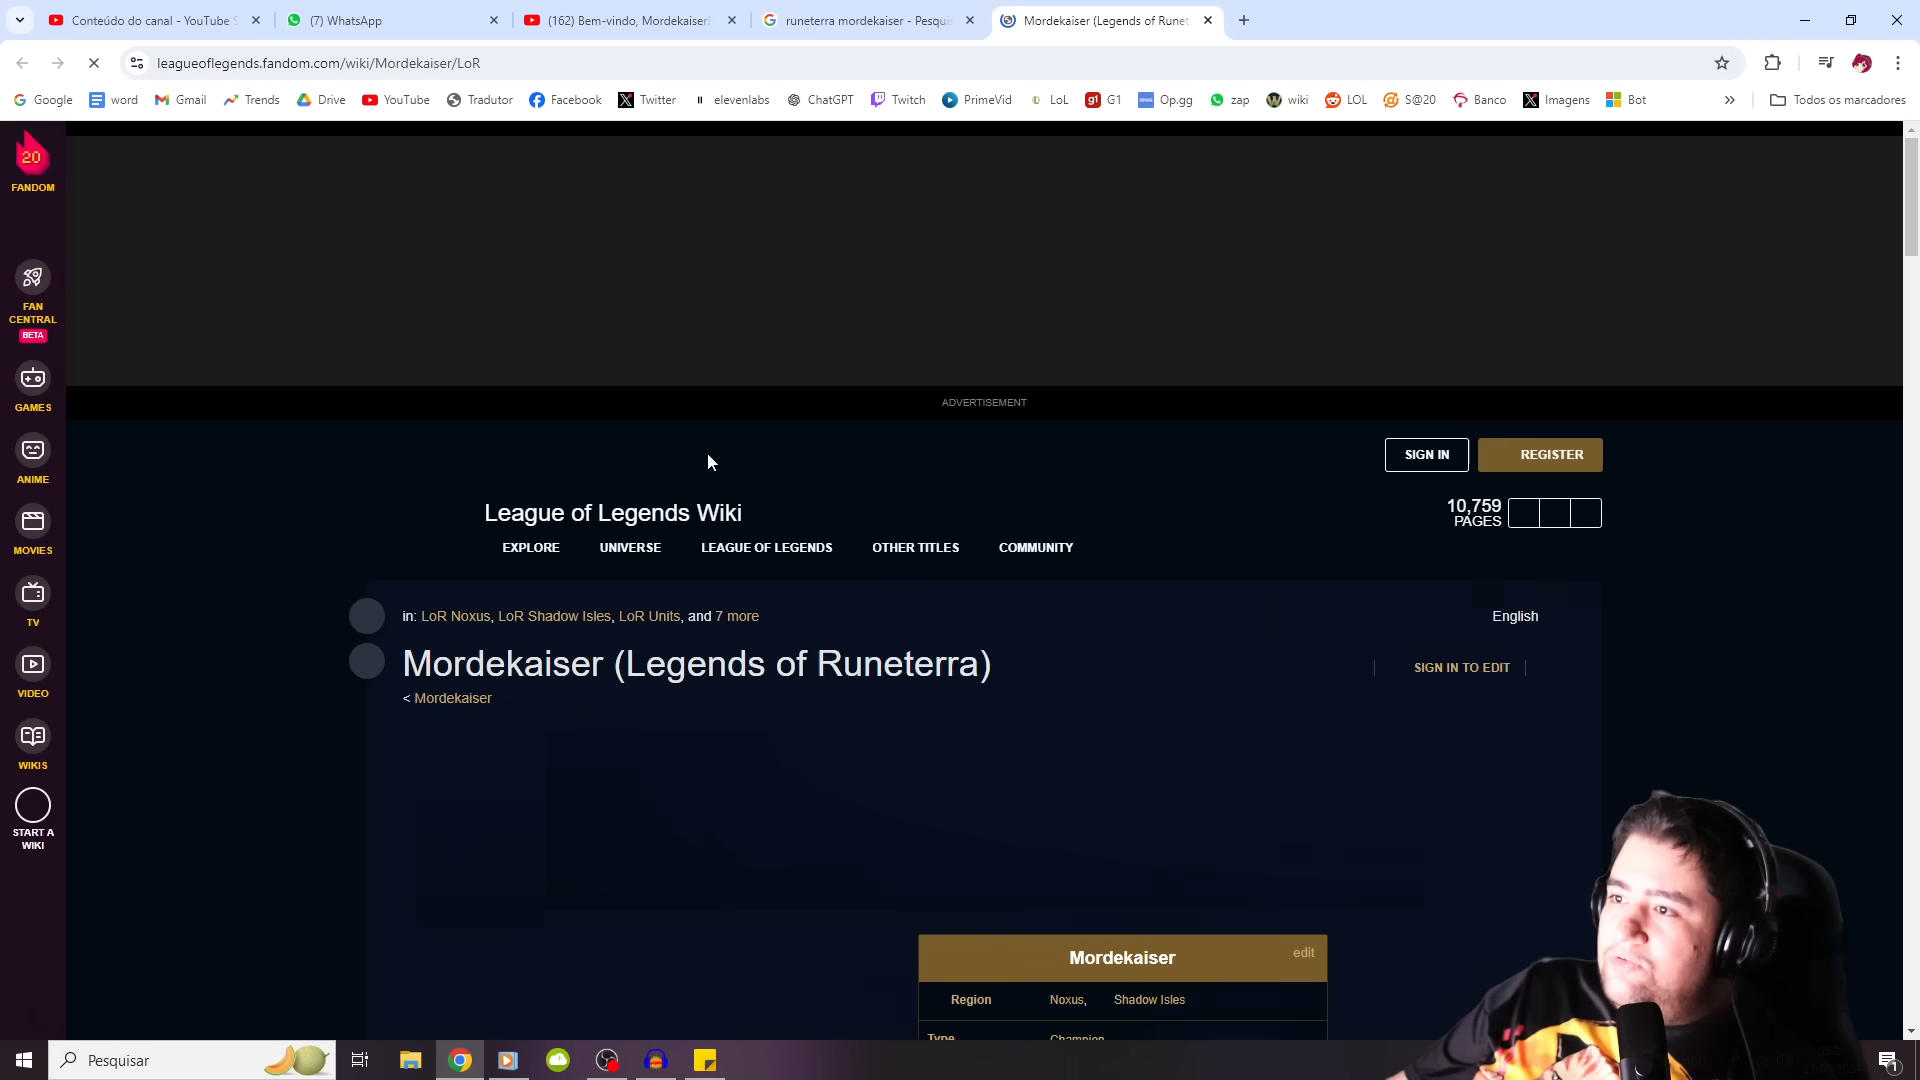 Conteúdo do canal - YouTube S
(7) WhatsApp
(162) Bem-vindo, Mordekaiser!
runeterra mordekaiser - Pesqui
Mordekaiser (Legends of Runet
leagueoflegends.fandom.com/wiki/Mordekaiser/LoR
Google
word
Gmail
Trends
Drive
YouTube
Tradutor
Facebook
Twitter
elevenlabs
ChatGPT
Twitch
PrimeVid
LoL
G1
Op.gg
zap
wiki
LOL
S@20
Banco
Imagens
Bot
Todos os marcadores
20
FANDOM
FAN
CENTRAL
BETA
GAMES
ANIME
MOVIES
TV
VIDEO
WIKIS
START A
WIKI
ADVERTISEMENT
SIGN IN
REGISTER
League of Legends Wiki
10,759
PAGES
EXPLORE
UNIVERSE
LEAGUE OF LEGENDS
OTHER TITLES
COMMUNITY
in: LoR Noxus, LoR Shadow Isles, LoR Units, and 7 more
English
Mordekaiser (Legends of Runeterra)
SIGN IN TO EDIT
< Mordekaiser
Mordekaiser
edit
Region
Noxus,
Shadow Isles
Type
Champion
Pesquisar
1